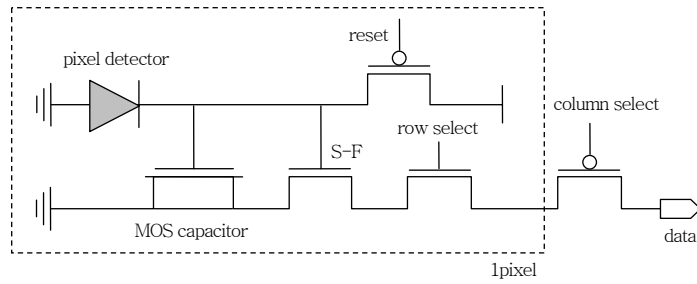 reset
pixel detector
column select
row select
S-F
MOS capacitor
data
1pixel